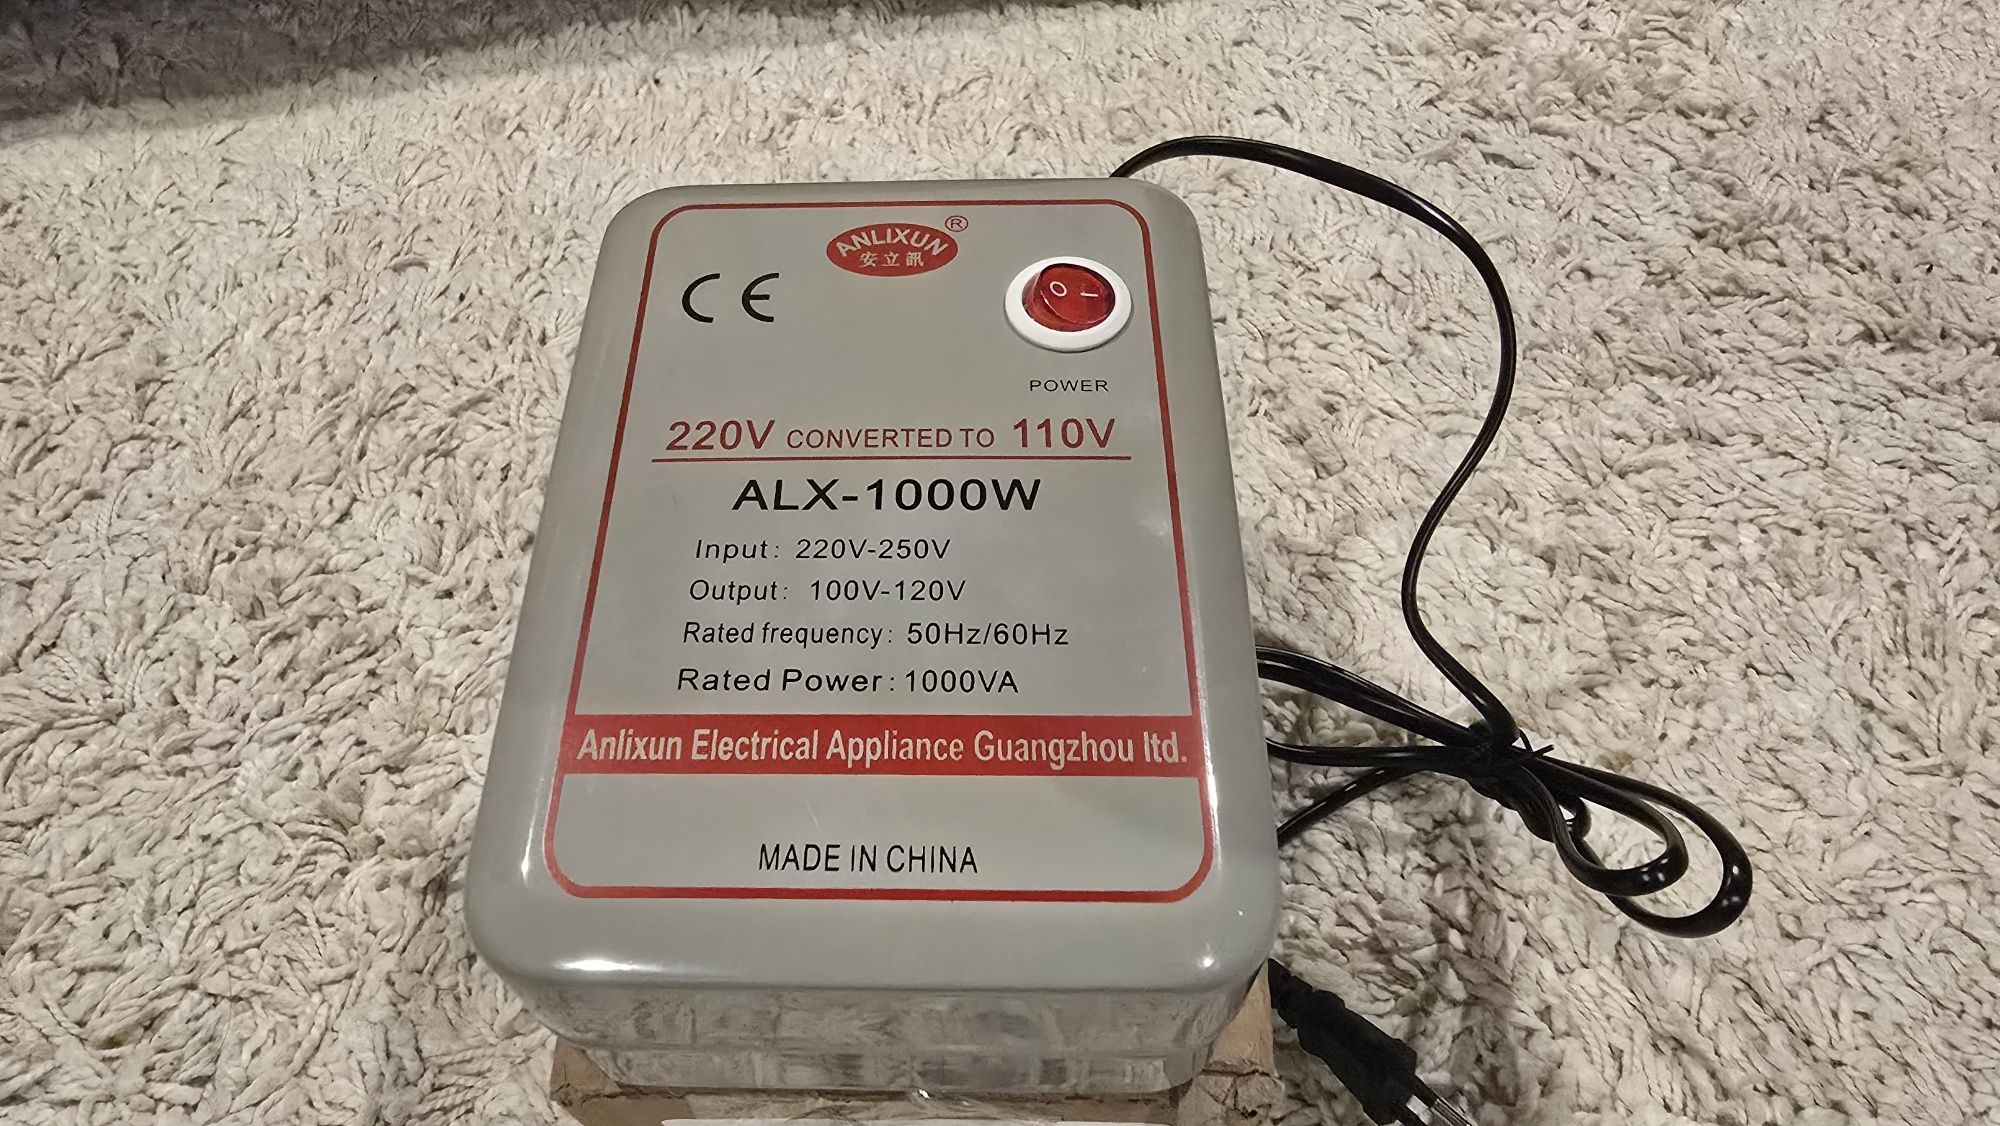 ANLIXUN ®
安立訊
CE
O –
POWER
220V CONVERTED TO 110V
ALX-1000W
Input: 220V-250V
Output: 100V-120V
Rated frequency: 50Hz/60Hz
Rated Power: 1000VA
Anlixun Electrical Appliance Guangzhou ltd.
MADE IN CHINA